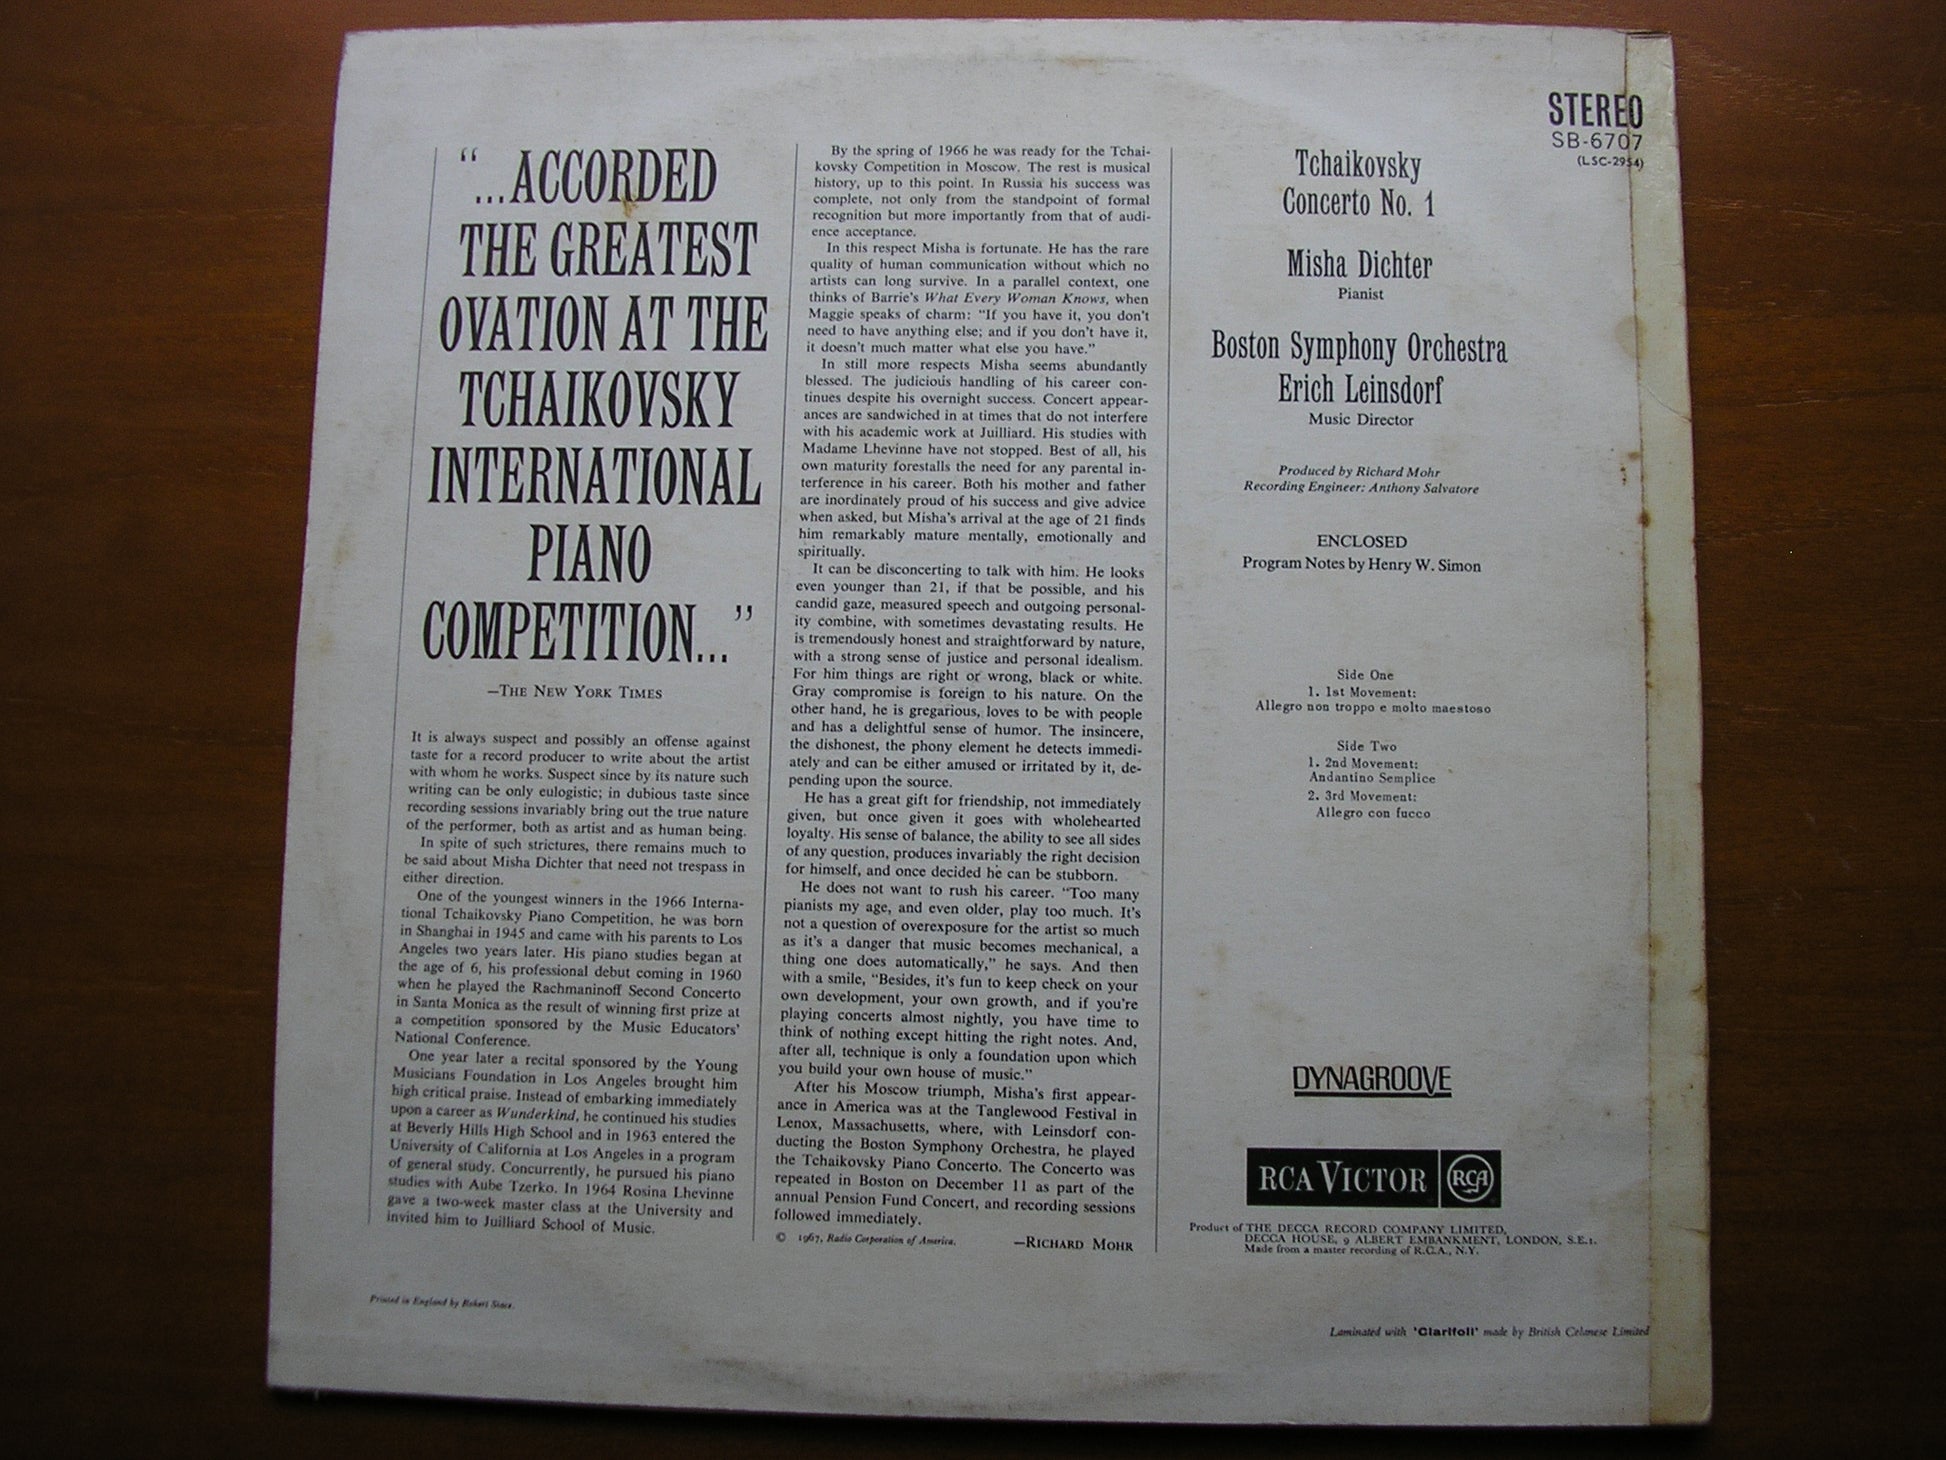 “...ACCORDED
THE GREATEST
OVATION AT THE
TCHAIKOVSKY
INTERNATIONAL
PIANO
COMPETITION...”
—THE NEW YORK TIMES
It is always suspect and possibly an offense against
taste for a record producer to write about the artist
with whom he works. Suspect since by its nature such
writing can be only eulogistic; in dubious taste since
recording sessions invariably bring out the true nature
of the performer, both as artist and as human being.
In spite of such strictures, there remains much to
be said about Misha Dichter that need not trespass in
either direction.
One of the youngest winners in the 1966 Interna-
tional Tchaikovsky Piano Competition, he was born
in Shanghai in 1945 and came with his parents to Los
Angeles two years later. His piano studies began at
the age of 6, his professional debut coming in 1960
when he played the Rachmaninoff Second Concerto
in Santa Monica as the result of winning first prize at
a competition sponsored by the Music Educators’
National Conference.
One year later a recital sponsored by the Young
Musicians Foundation in Los Angeles brought him
high critical praise. Instead of embarking immediately
upon a career as Wunderkind, he continued his studies
at Beverly Hills High School and in 1963 entered the
University of California at Los Angeles in a program
of general study. Concurrently, he pursued his piano
studies with Aube Tzerko. In 1964 Rosina Lhevinne
gave a two-week master class at the University and
invited him to Juilliard School of Music.
By the spring of 1966 he was ready for the Tchai-
kovsky Competition in Moscow. The rest is musical
history, up to this point. In Russia his success was
complete, not only from the standpoint of formal
recognition but more importantly from that of audi-
ence acceptance.
In this respect Misha is fortunate. He has the rare
quality of human communication without which no
artists can long survive. In a parallel context, one
thinks of Barrie’s What Every Woman Knows, when
Maggie speaks of charm: “If you have it, you don’t
need to have anything else; and if you don’t have it,
it doesn’t much matter what else you have.”
In still more respects Misha seems abundantly
blessed. The judicious handling of his career con-
tinues despite his overnight success. Concert appear-
ances are sandwiched in at times that do not interfere
with his academic work at Juilliard. His studies with
Madame Lhevinne have not stopped. Best of all, his
own maturity forestalls the need for any parental in-
terference in his career. Both his mother and father
are inordinately proud of his success and give advice
when asked, but Misha’s arrival at the age of 21 finds
him remarkably mature mentally, emotionally and
spiritually.
It can be disconcerting to talk with him. He looks
even younger than 21, if that be possible, and his
candid gaze, measured speech and outgoing personal-
ity combine, with sometimes devastating results. He
is tremendously honest and straightforward by nature,
with a strong sense of justice and personal idealism.
For him things are right or wrong, black or white.
Gray compromise is foreign to his nature. On the
other hand, he is gregarious, loves to be with people
and has a delightful sense of humor. The insincere,
the dishonest, the phony element he detects immedi-
ately and can be either amused or irritated by it, de-
pending upon the source.
He has a great gift for friendship, not immediately
given, but once given it goes with wholehearted
loyalty. His sense of balance, the ability to see all sides
of any question, produces invariably the right decision
for himself, and once decided he can be stubborn.
He does not want to rush his career. “Too many
pianists my age, and even older, play too much. It’s
not a question of overexposure for the artist so much
as it’s a danger that music becomes mechanical, a
thing one does automatically,” he says. And then
with a smile, “Besides, it’s fun to keep check on your
own development, your own growth, and if you’re
playing concerts almost nightly, you have time to
think of nothing except hitting the right notes. And,
after all, technique is only a foundation upon which
you build your own house of music.”
After his Moscow triumph, Misha’s first appear-
ance in America was at the Tanglewood Festival in
Lenox, Massachusetts, where, with Leinsdorf con-
ducting the Boston Symphony Orchestra, he played
the Tchaikovsky Piano Concerto. The Concerto was
repeated in Boston on December 11 as part of the
annual Pension Fund Concert, and recording sessions
followed immediately.
© 1967, Radio Corporation of America.
—RICHARD MOHR
STEREO
SB-6707
(LSC-2954)
Tchaikovsky
Concerto No. 1
Misha Dichter
Pianist
Boston Symphony Orchestra
Erich Leinsdorf
Music Director
Produced by Richard Mohr
Recording Engineer: Anthony Salvatore
ENCLOSED
Program Notes by Henry W. Simon
Side One
1. 1st Movement:
Allegro non troppo e molto maestoso
Side Two
1. 2nd Movement:
Andantino Semplice
2. 3rd Movement:
Allegro con fucco
DYNAGROOVE
RCA VICTOR RCA
Product of THE DECCA RECORD COMPANY LIMITED,
DECCA HOUSE, 9 ALBERT EMBANKMENT, LONDON, S.E.1.
Made from a master recording of R.C.A., N.Y.
Printed in England by Robert Stace.
Laminated with 'Clarifoil' made by British Celanese Limited